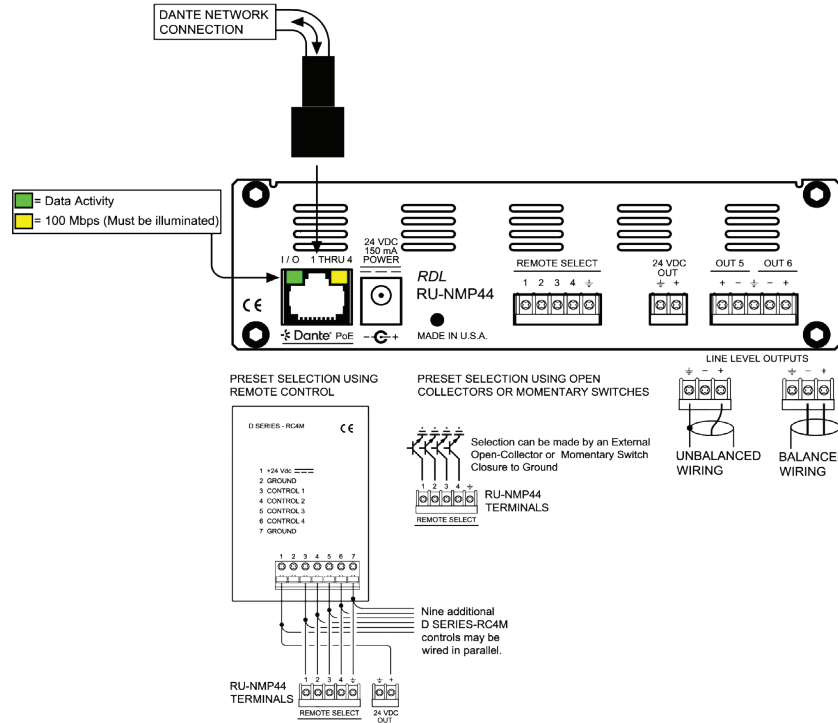 DANTE NETWORK
CONNECTION
= Data Activity
= 100 Mbps (Must be illuminated)
I / O 1 THRU 4
24 VDC
150 mA
POWER
RDL
RU-NMP44
MADE IN U.S.A.
CE
Dante® PoE
- C +
REMOTE SELECT
1 2 3 4 ⏚
24 VDC
OUT
⏚ +
OUT 5 OUT 6
+ − ⏚ − +
LINE LEVEL OUTPUTS
⏚ − +
⏚ − +
UNBALANCED
WIRING
BALANCE
WIRING
PRESET SELECTION USING
REMOTE CONTROL
D SERIES - RC4M
CE
1 +24 Vdc
2 GROUND
3 CONTROL 1
4 CONTROL 2
5 CONTROL 3
6 CONTROL 4
7 GROUND
1 2 3 4 5 6 7
Nine additional
D SERIES-RC4M
controls may be
wired in parallel.
RU-NMP44
TERMINALS
1 2 3 4 ⏚
REMOTE SELECT
⏚ +
24 VDC
OUT
PRESET SELECTION USING OPEN
COLLECTORS OR MOMENTARY SWITCHES
Selection can be made by an External
Open-Collector or Momentary Switch
Closure to Ground
1 2 3 4 ⏚
RU-NMP44
TERMINALS
REMOTE SELECT